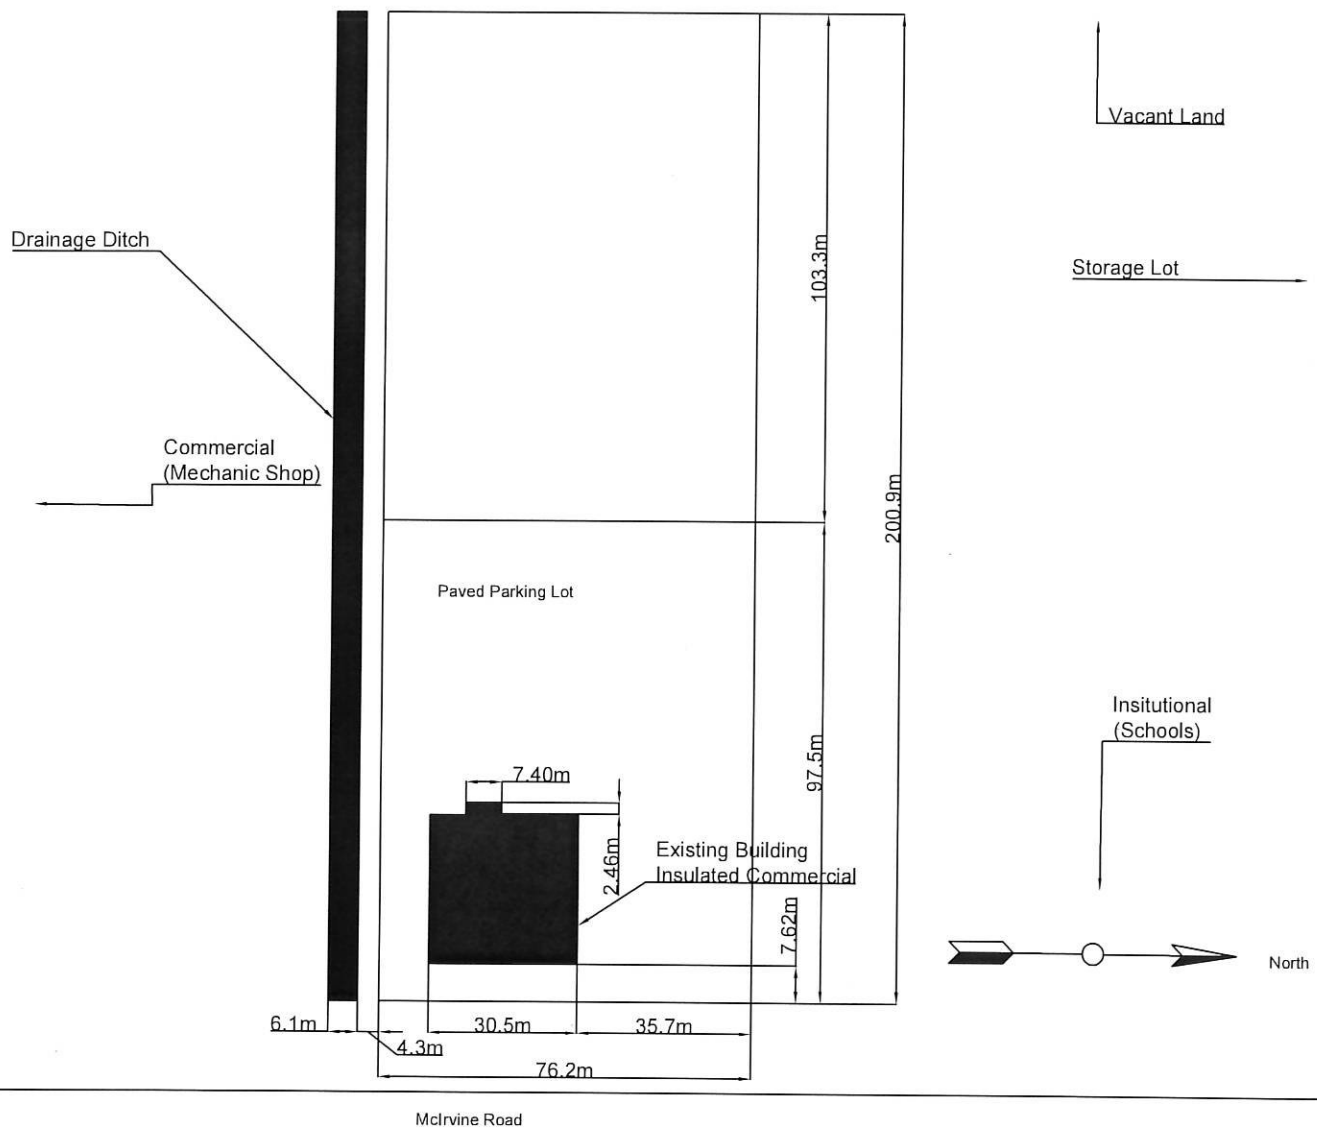 Vacant Land
Drainage Ditch
103.3m
Storage Lot
Commercial
(Mechanic Shop)
200.9m
Paved Parking Lot
Insitutional
(Schools)
97.5m
7.40m
2.46m
Existing Building
Insulated Commercial
7.62m
North
6.1m
4.3m
30.5m
35.7m
76.2m
McIrvine Road